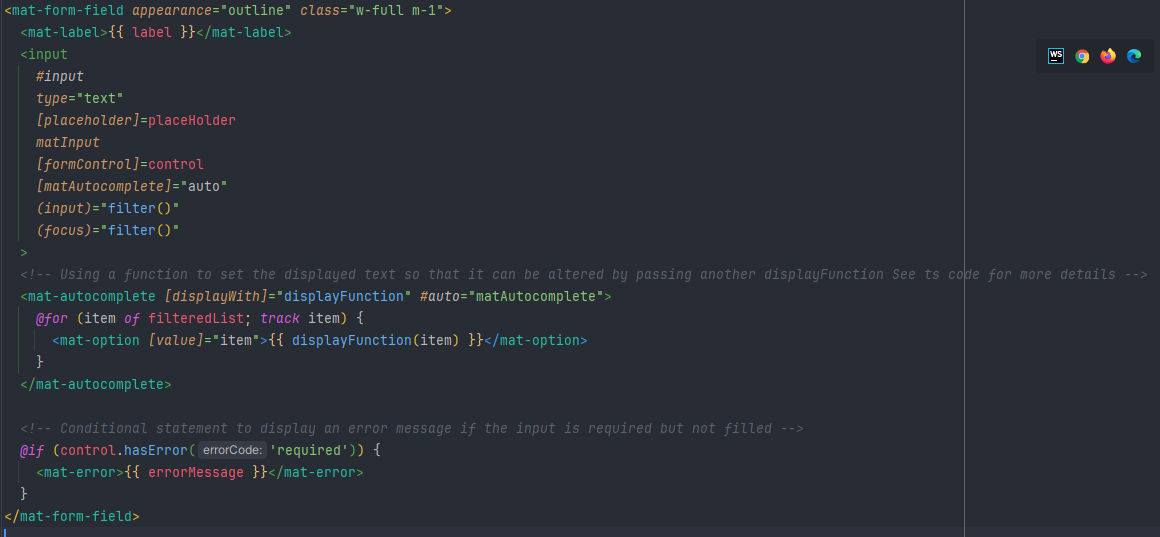 <mat-form-field appearance="outline" class="w-full m-1">
<mat-label>{{ label }}</mat-label>
<input
#input
type="text"
[placeholder]=placeHolder
matInput
[formControl]=control
[matAutocomplete]="auto"
(input)="filter()"
(focus)="filter()"
>
<!-- Using a function to set the displayed text so that it can be altered by passing another displayFunction See ts code for more details -->
<mat-autocomplete [displayWith]="displayFunction" #auto="matAutocomplete">
@for (item of filteredList; track item) {
<mat-option [value]="item">{{ displayFunction(item) }}</mat-option>
}
</mat-autocomplete>
<!-- Conditional statement to display an error message if the input is required but not filled -->
@if (control.hasError( errorCode: 'required')) {
<mat-error>{{ errorMessage }}</mat-error>
}
</mat-form-field>
WS